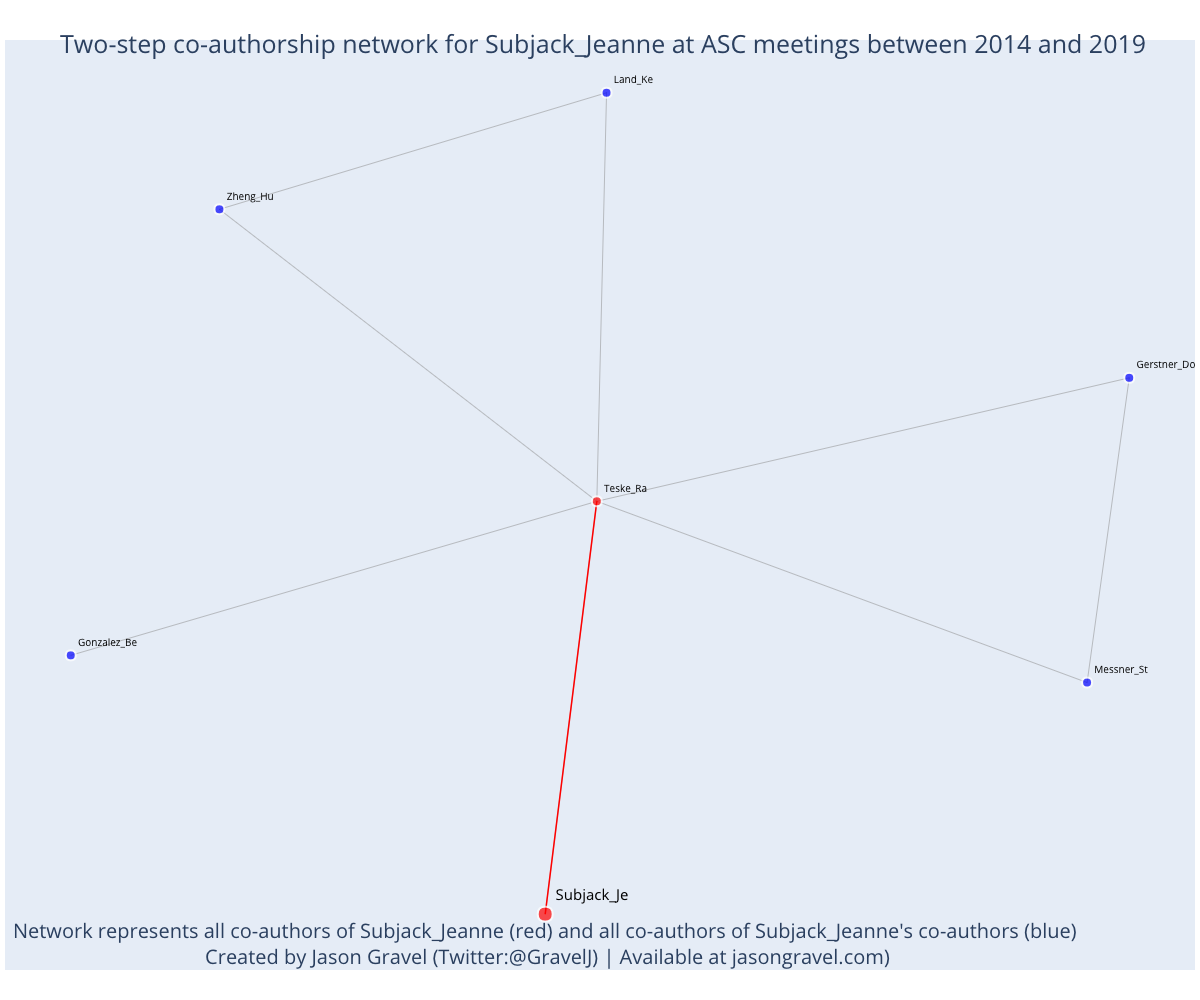 Two-step co-authorship network for Subjack_Jeanne at ASC meetings between 2014 and 2019
Land_Ke
Zheng_Hu
Gerstner_Do
Teske_Ra
Gonzalez_Be
Messner_St
Subjack_Je
Network represents all co-authors of Subjack_Jeanne (red) and all co-authors of Subjack_Jeanne's co-authors (blue)
Created by Jason Gravel (Twitter:@GravelJ) | Available at jasongravel.com)